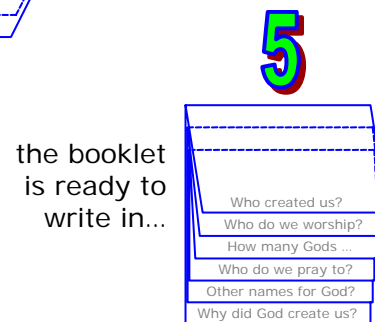 5
the booklet
is ready to
write in...
Who created us?
Who do we worship?
How many Gods ...
Who do we pray to?
Other names for God?
Why did God create us?